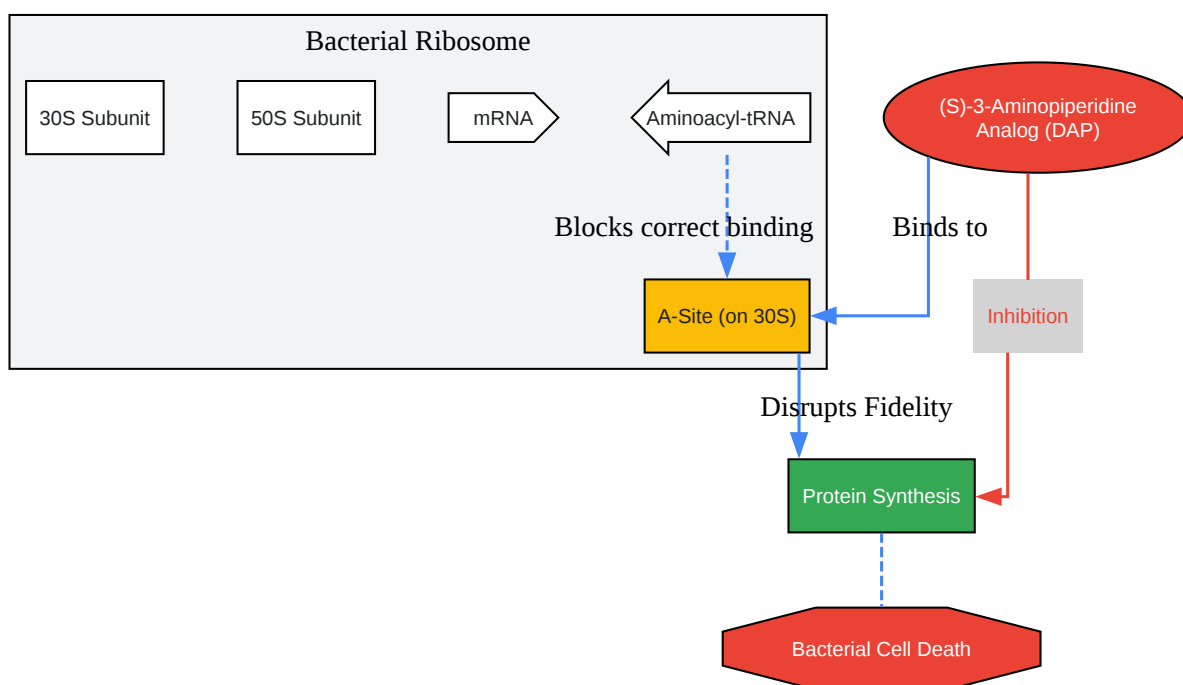 Bacterial Ribosome
30S Subunit
50S Subunit
mRNA
Aminoacyl-tRNA
(S)-3-Aminopiperidine
Analog (DAP)
Blocks correct binding
Binds to
A-Site (on 30S)
Inhibition
Disrupts Fidelity
Protein Synthesis
Bacterial Cell Death